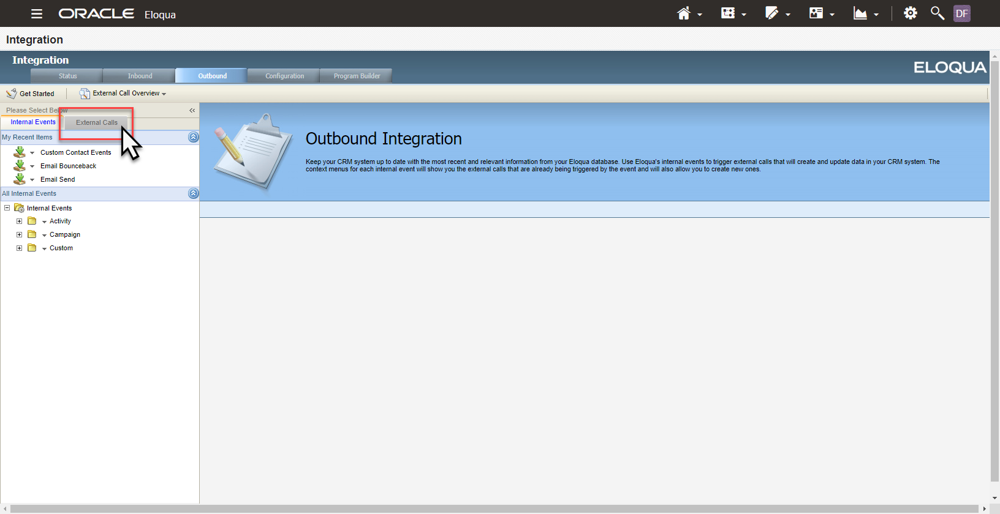 ORACLE Eloqua
DF
Integration
Integration
ELOQUA
Status Inbound Outbound Configuration Program Builder
Get Started External Call Overview
Please Select Below
Internal Events External Calls
My Recent Items
Custom Contact Events
Email Bounceback
Email Send
All Internal Events
Internal Events
Activity
Campaign
Custom
Outbound Integration
Keep your CRM system up to date with the most recent and relevant information from your Eloqua database. Use Eloqua's internal events to trigger external calls that will create and update data in your CRM system. The
context menus for each internal event will show you the external calls that are already being triggered by the event and will also allow you to create new ones.